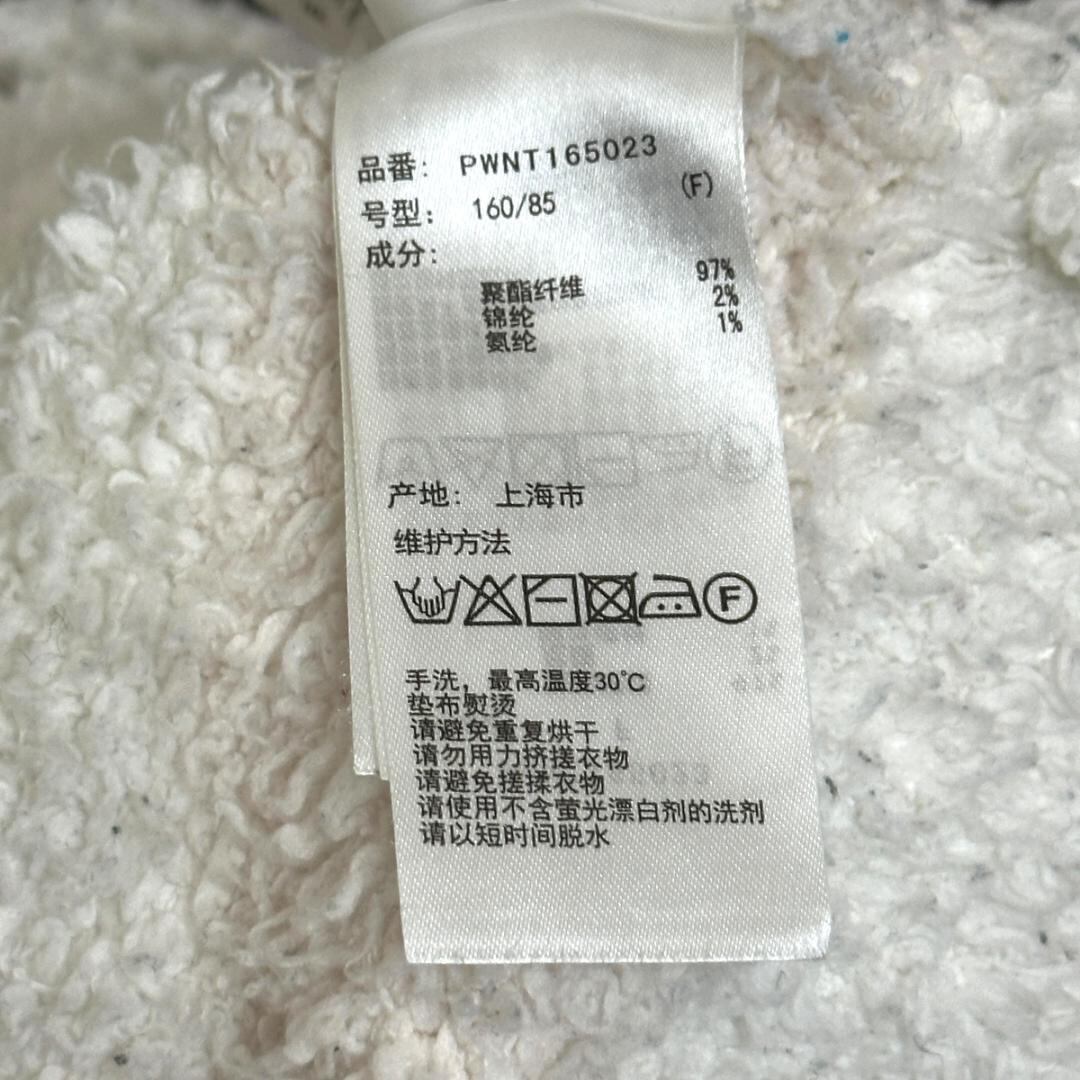 品番: PWNT165023
号型: 160/85 (F)
成分:
聚酯纤维 97%
锦纶 2%
氨纶 1%
产地: 上海市
维护方法
F
手洗,最高温度30℃
垫布熨烫
请避免重复烘干
请勿用力挤搓衣物
请避免搓揉衣物
请使用不含萤光漂白剂的洗剂
请以短时间脱水